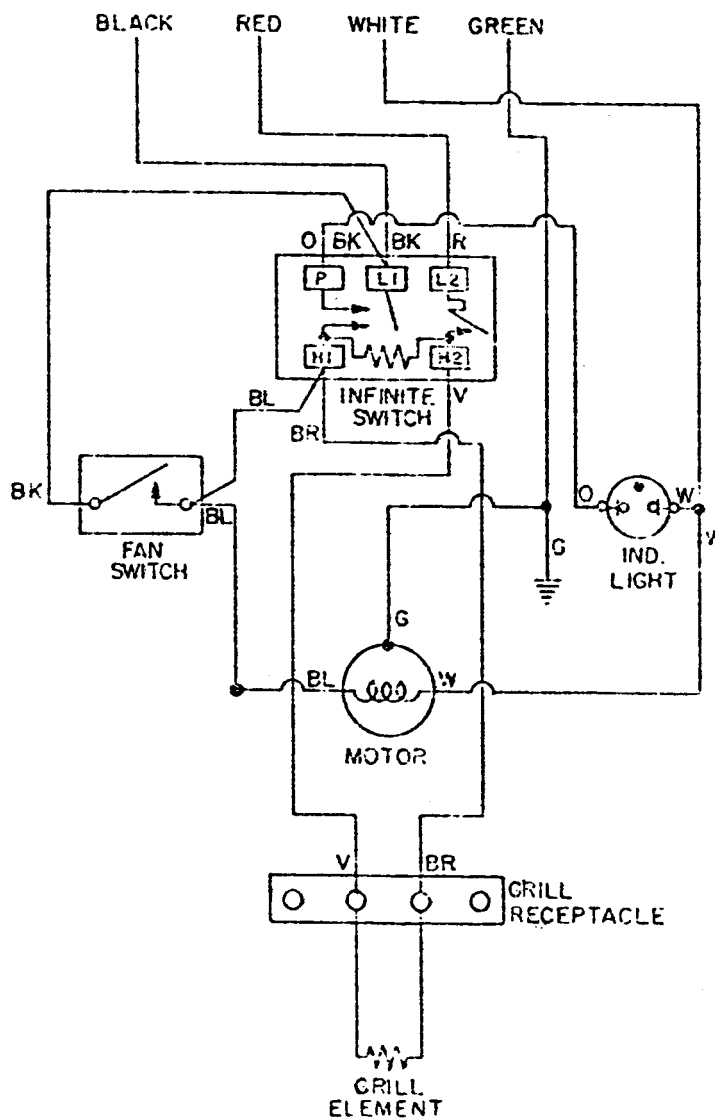 BLACK RED WHITE GREEN
O BK BK R
P L1 L2
H1 H2
INFINITE
SWITCH
V
BL
BR
BK
BL
FAN
SWITCH
O W
IND.
LIGHT
G
G
BL W
MOTOR
V BR
GRILL
RECEPTACLE
GRILL
ELEMENT